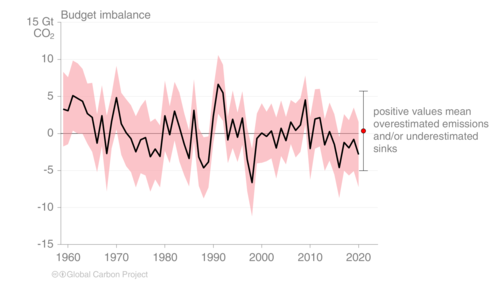 Budget imbalance
15 Gt
CO₂
5
0
-5
-10
-15
1960
1970
1980
1990
2000
2010
2020
positive values mean
overestimated emissions
and/or underestimated
sinks
Global Carbon Project